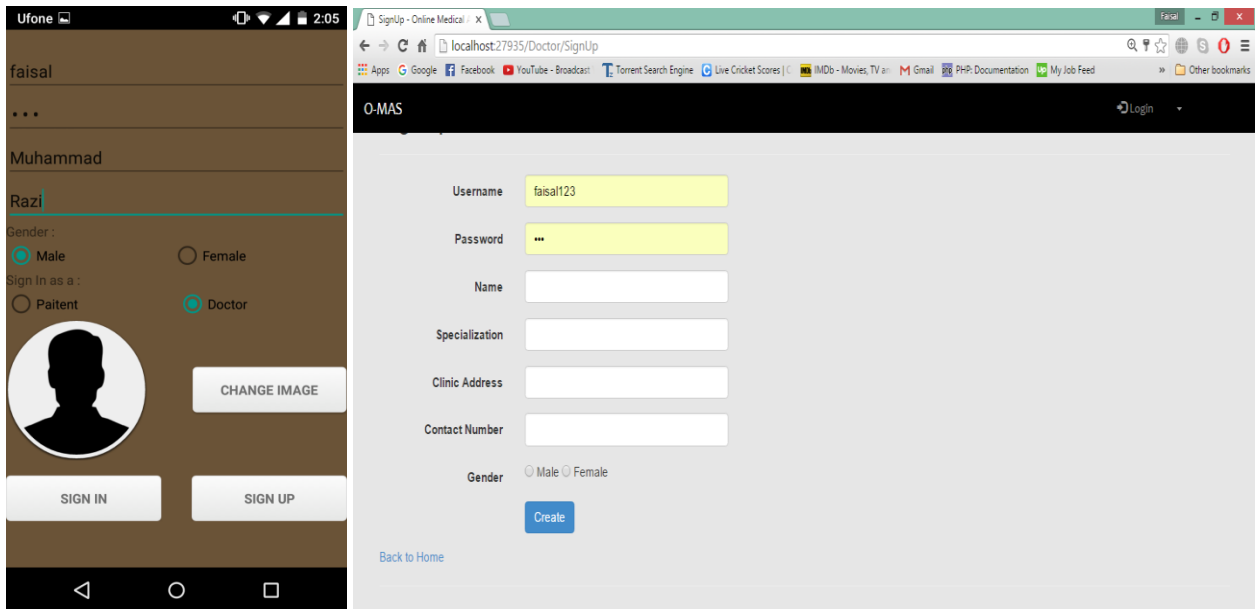 Ufone 2:05
faisal
•••
Muhammad
Razi
Gender :
Male Female
Sign In as a :
Paitent Doctor
CHANGE IMAGE
SIGN IN SIGN UP
SignUp - Online Medical A x Faisal
localhost:27935/Doctor/SignUp
Apps Google Facebook YouTube - Broadcast Torrent Search Engine Live Cricket Scores | C IMDb - Movies, TV an M Gmail PHP: Documentation Up My Job Feed » Other bookmarks
O-MAS Login
Username faisal123
Password •••
Name
Specialization
Clinic Address
Contact Number
Gender Male Female
Create
Back to Home